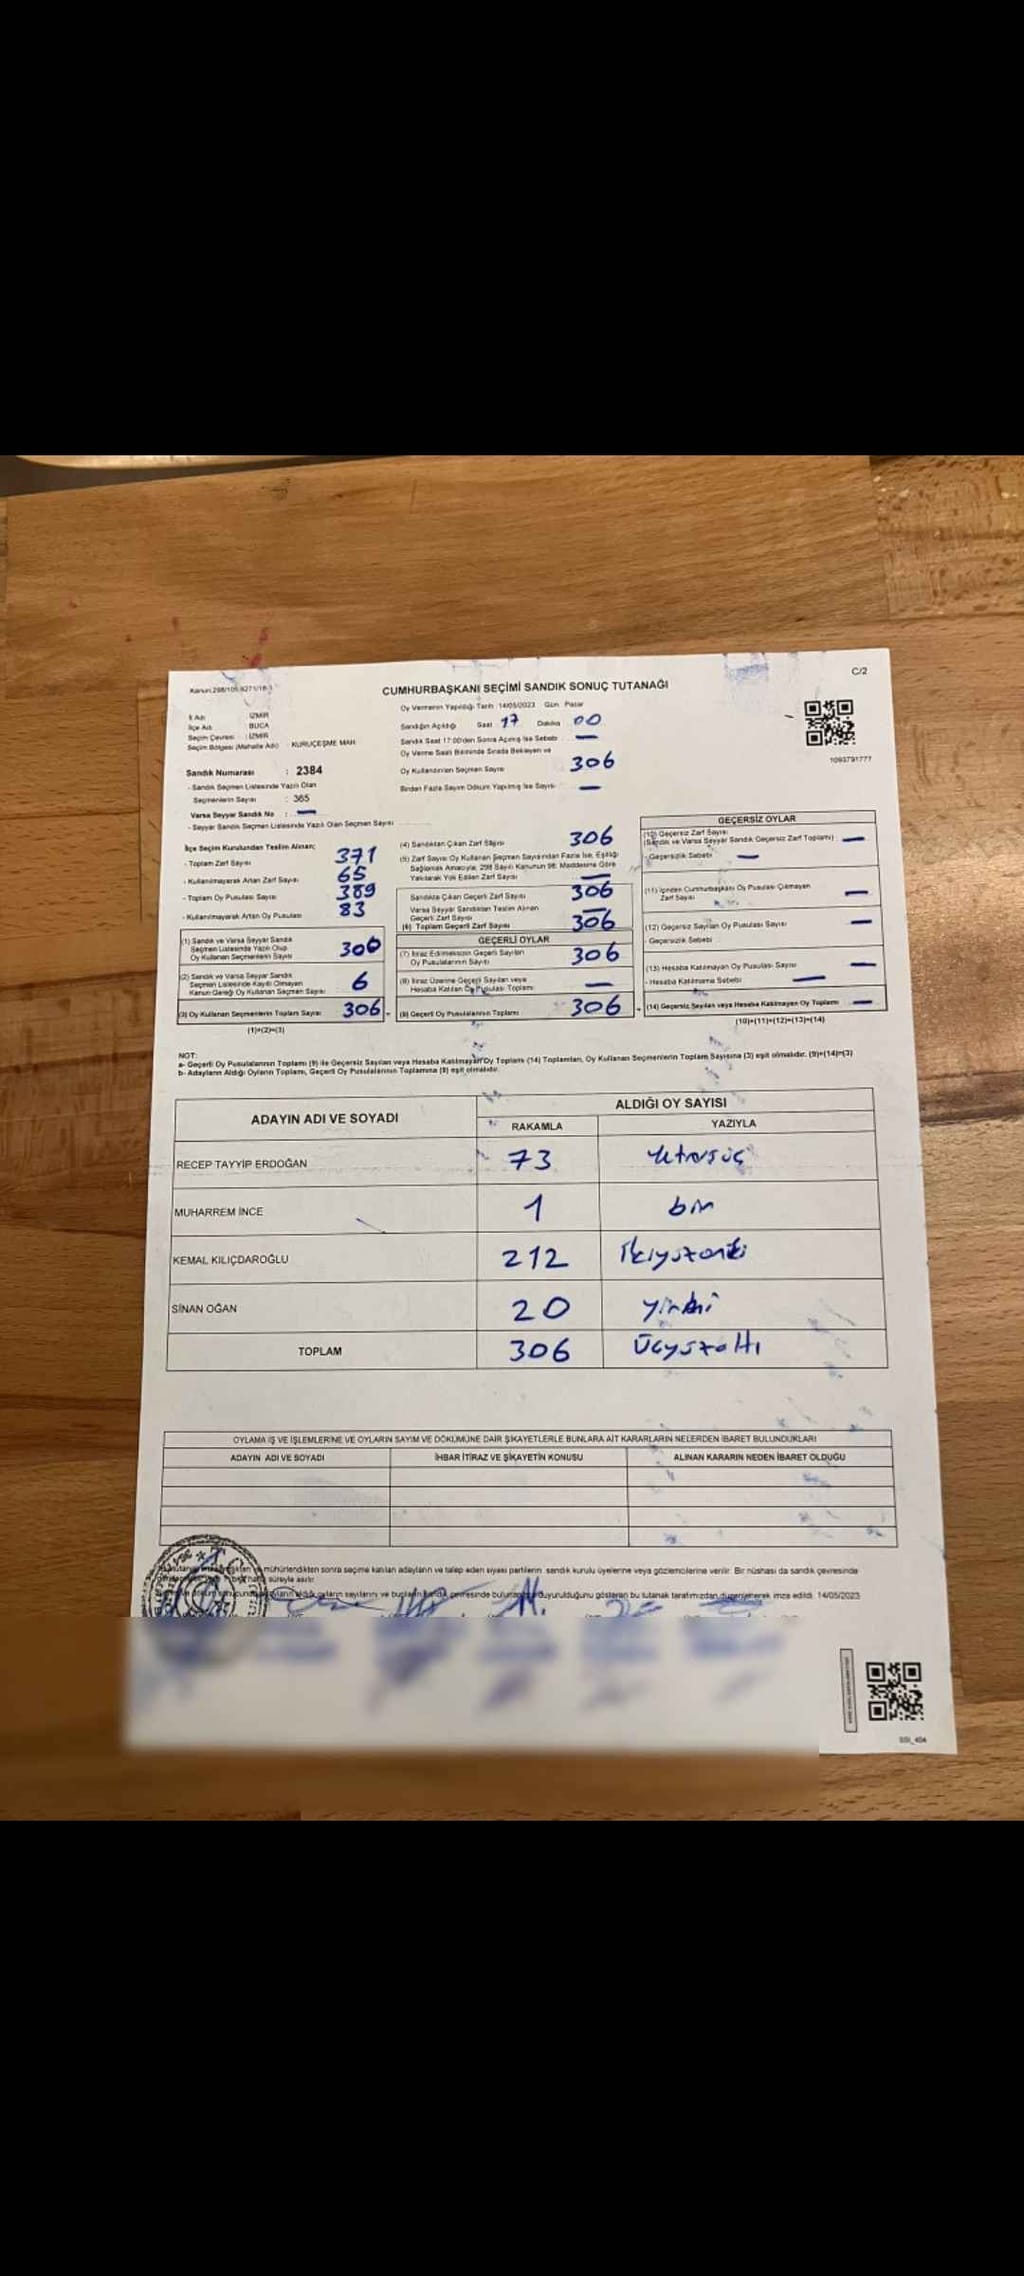 C/2
CUMHURBAŞKANI SEÇİMİ SANDIK SONUÇ TUTANAĞI
Oy Vermenin Yapıldığı Tarih :14/05/2023 Gün Pazar
İl Adı : İZMİR
İlçe Adı : BUCA
Seçim Çevresi : İZMİR
Seçim Bölgesi (Mahalle Adı) : KURUÇEŞME MAH
Sandığın Açıldığı Saat 17 Dakika 00
Sandık Saat 17:00'den Sonra Açılmış İse Sebebi —
Oy Verme Saati Bitiminde Sırada Bekleyen ve
Oy Kullandırılan Seçmen Sayısı 306
Birden Fazla Sayım Döküm Yapılmış İse Sayısı —
1093791777
Sandık Numarası : 2384
- Sandık Seçmen Listesinde Yazılı Olan
Seçmenlerin Sayısı : 365
Varsa Seyyar Sandık No : —
- Seyyar Sandık Seçmen Listesinde Yazılı Olan Seçmen Sayısı
İlçe Seçim Kurulundan Teslim Alınan;
- Toplam Zarf Sayısı 371
- Kullanılmayarak Artan Zarf Sayısı 65
- Toplam Oy Pusulası Sayısı 389
- Kullanılmayarak Artan Oy Pusulası 83
(1) Sandık ve Varsa Seyyar Sandık
Seçmen Listesinde Yazılı Olup
Oy Kullanan Seçmenlerin Sayısı 300
(2) Sandık ve Varsa Seyyar Sandık
Seçmen Listesinde Kayıtlı Olmayan
Kanun Gereği Oy Kullanan Seçmen Sayısı 6
(3) Oy Kullanan Seçmenlerin Toplam Sayısı 306
(1)+(2)=(3)
(4) Sandıktan Çıkan Zarf Sayısı 306
(5) Zarf Sayısı Oy Kullanan Seçmen Sayısından Fazla İse, Eşitliği
Sağlamak Amacıyla, 298 Sayılı Kanunun 98. Maddesine Göre
Yakılarak Yok Edilen Zarf Sayısı —
Sandıkta Çıkan Geçerli Zarf Sayısı 306
Varsa Seyyar Sandıktan Teslim Alınan
Geçerli Zarf Sayısı —
(6) Toplam Geçerli Zarf Sayısı 306
GEÇERLİ OYLAR
(7) İtiraz Edilmeksizin Geçerli Sayılan
Oy Pusulalarının Sayısı 306
(8) İtiraz Üzerine Geçerli Sayılan veya
Hesaba Katılan Oy Pusulası Toplamı —
(9) Geçerli Oy Pusulalarının Toplamı 306
GEÇERSİZ OYLAR
(10) Geçersiz Zarf Sayısı
(Sandık ve Varsa Seyyar Sandık Geçersiz Zarf Toplamı) —
- Geçersizlik Sebebi —
(11) İçinden Cumhurbaşkanı Oy Pusulası Çıkmayan
Zarf Sayısı —
(12) Geçersiz Sayılan Oy Pusulası Sayısı —
Geçersizlik Sebebi
(13) Hesaba Katılmayan Oy Pusulası Sayısı —
- Hesaba Katılmama Sebebi —
(14) Geçersiz Sayılan veya Hesaba Katılmayan Oy Toplamı —
(10)+(11)+(12)+(13)=(14)
NOT:
a- Geçerli Oy Pusulalarının Toplamı (9) ile Geçersiz Sayılan veya Hesaba Katılmayan Oy Toplamı (14) Toplamları, Oy Kullanan Seçmenlerin Toplam Sayısına (3) eşit olmalıdır. (9)+(14)=(3)
b- Adayların Aldığı Oyların Toplamı, Geçerli Oy Pusulalarının Toplamına (9) eşit olmalıdır.
ADAYIN ADI VE SOYADI ALDIĞI OY SAYISI
RAKAMLA YAZIYLA
RECEP TAYYİP ERDOĞAN 73 yetmişüç
MUHARREM İNCE 1 bir
KEMAL KILIÇDAROĞLU 212 İkiyüzoniki
SİNAN OĞAN 20 yirmi
TOPLAM 306 Üçyüzaltı
OYLAMA İŞ VE İŞLEMLERİNE VE OYLARIN SAYIM VE DÖKÜMÜNE DAİR ŞİKAYETLERLE BUNLARA AİT KARARLARIN NELERDEN İBARET BULUNDUKLARI
ADAYIN ADI VE SOYADI İHBAR İTİRAZ VE ŞİKAYETİN KONUSU ALINAN KARARIN NEDEN İBARET OLDUĞU
mühürlendikten sonra seçime katılan adayların ve talep eden siyasi partilerin sandık kurulu üyelerine veya gözlemcilerine verilir. Bir nüshası da sandık çevresinde
hafta süreyle asılır.
oyların sayılarını ve bunların sandık çevresinde bulunanlara duyurulduğunu gösteren bu tutanak tarafımızdan düzenlenerek imza edildi. 14/05/2023